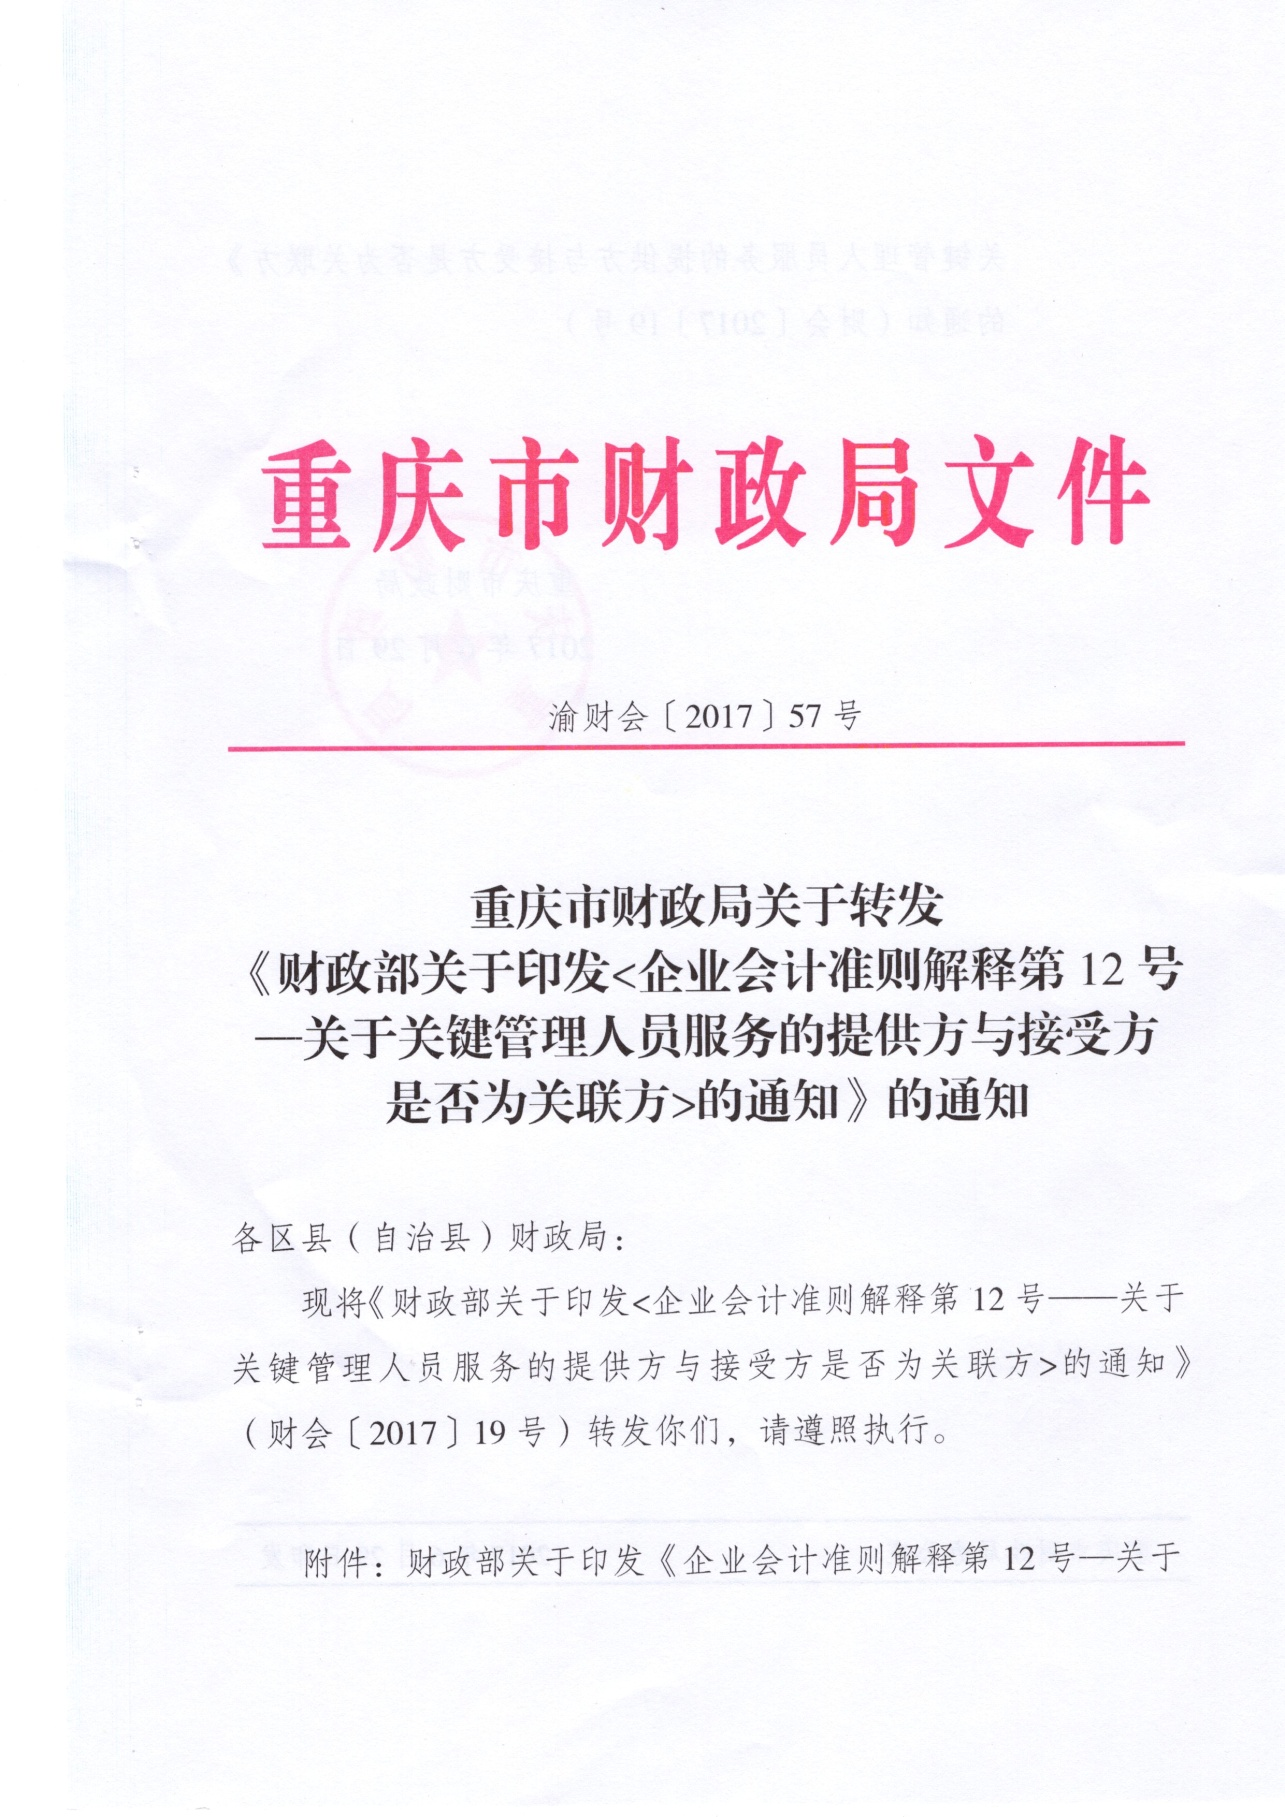 重庆市财政局文件
渝财会〔2017〕57号
重庆市财政局关于转发
《财政部关于印发<企业会计准则解释第12号
—关于关键管理人员服务的提供方与接受方
是否为关联方>的通知》的通知
各区县（自治县）财政局：
现将《财政部关于印发<企业会计准则解释第12号——关于
关键管理人员服务的提供方与接受方是否为关联方>的通知》
（财会〔2017〕19号）转发你们，请遵照执行。
附件：财政部关于印发《企业会计准则解释第12号—关于